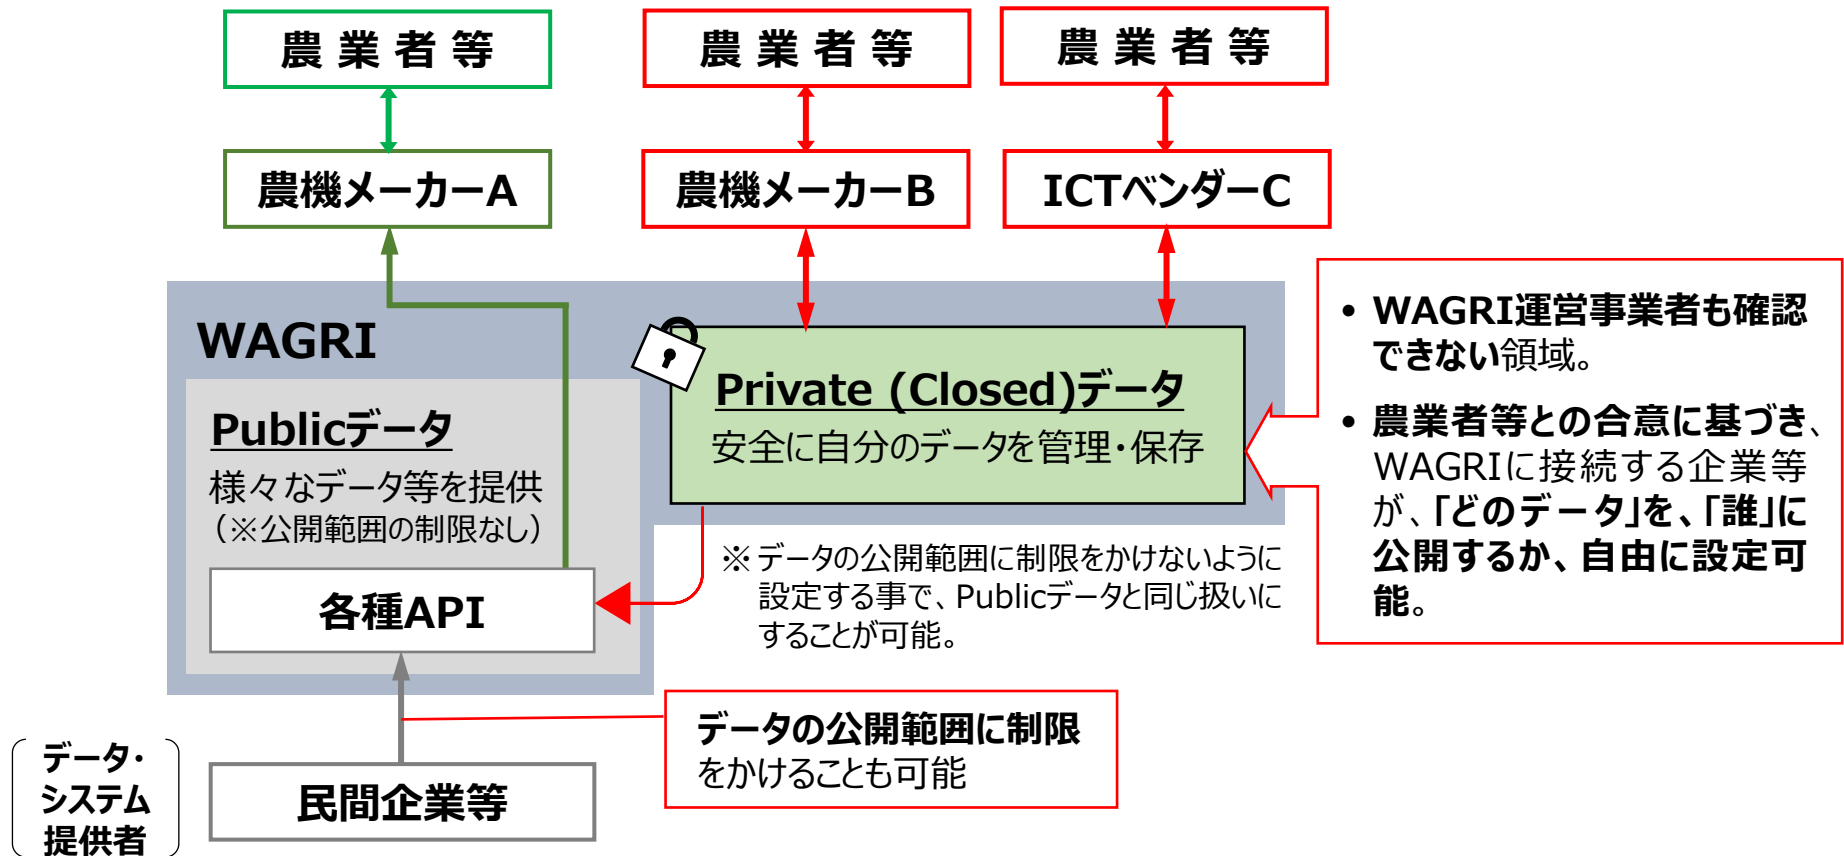 農業者等
農業者等
農業者等
農機メーカーA
農機メーカーB
ICTベンダーC
WAGRI
Publicデータ
様々なデータ等を提供
（※公開範囲の制限なし）
各種API
Private (Closed)データ
安全に自分のデータを管理・保存
• WAGRI運営事業者も確認
できない領域。
• 農業者等との合意に基づき、
WAGRIに接続する企業等
が、「どのデータ」を、「誰」に
公開するか、自由に設定可
能。
※データの公開範囲に制限をかけないように
設定する事で、Publicデータと同じ扱いに
することが可能。
データの公開範囲に制限
をかけることも可能
データ・
システム
提供者
民間企業等